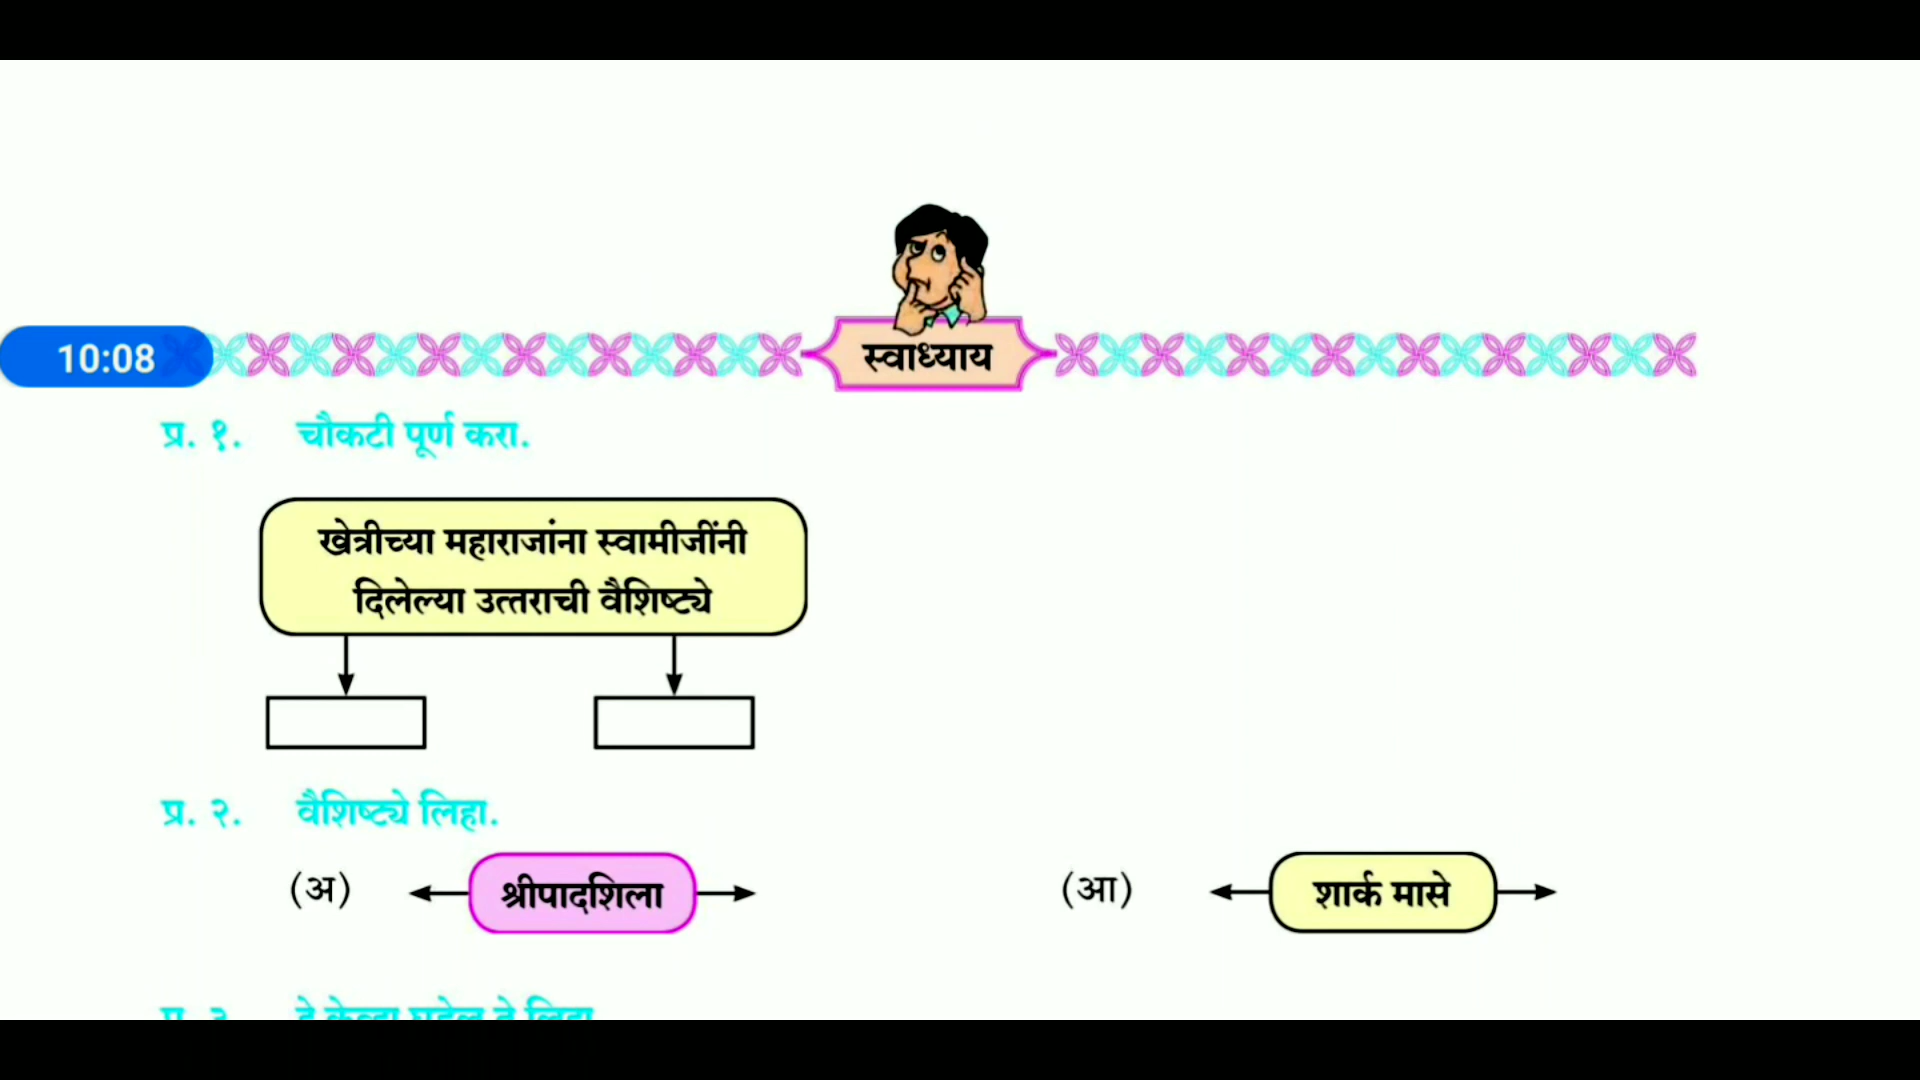 स्वाध्याय
10:08
प्र. १. चौकटी पूर्ण करा.
खेत्रीच्या महाराजांना स्वामीजींनी
दिलेल्या उत्तराची वैशिष्ट्ये
प्र. २. वैशिष्ट्ये लिहा.
(अ) श्रीपादशिला (आ) शार्क मासे